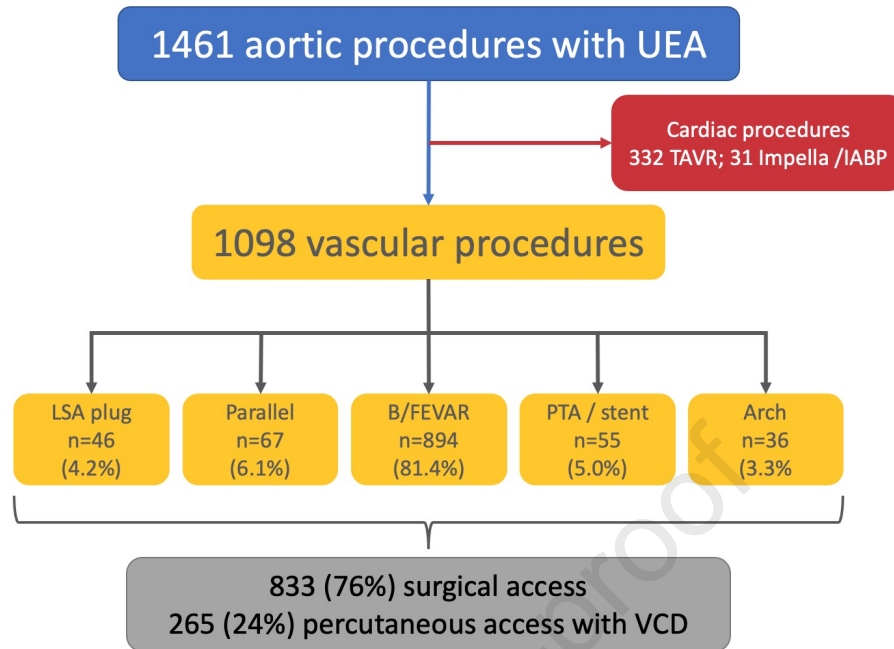 1461 aortic procedures with UEA
Cardiac procedures
332 TAVR; 31 Impella /IABP
1098 vascular procedures
LSA plug
n=46
(4.2%)
Parallel
n=67
(6.1%)
B/FEVAR
n=894
(81.4%)
PTA / stent
n=55
(5.0%)
Arch
n=36
(3.3%
833 (76%) surgical access
265 (24%) percutaneous access with VCD
proof